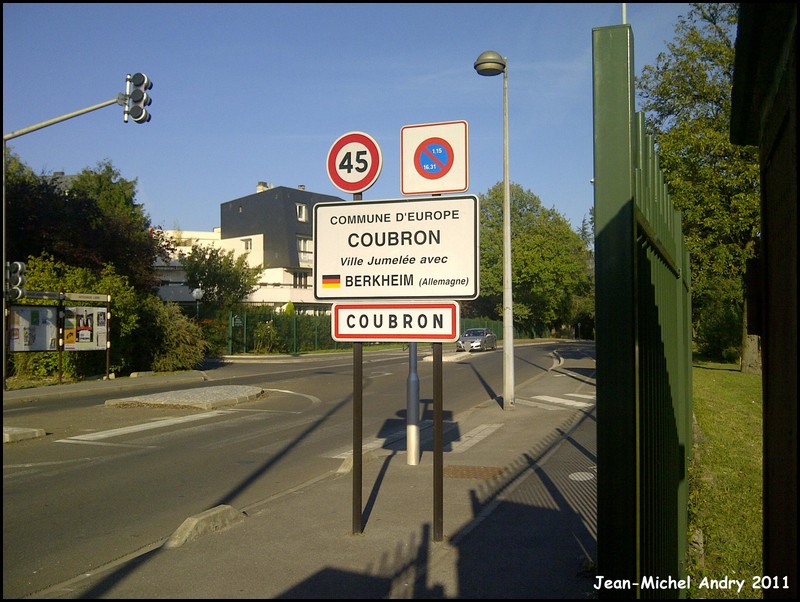 45
1.15
16.31
COMMUNE D'EUROPE
COUBRON
Ville Jumelée avec
BERKHEIM (Allemagne)
COUBRON
Jean-Michel Andry 2011